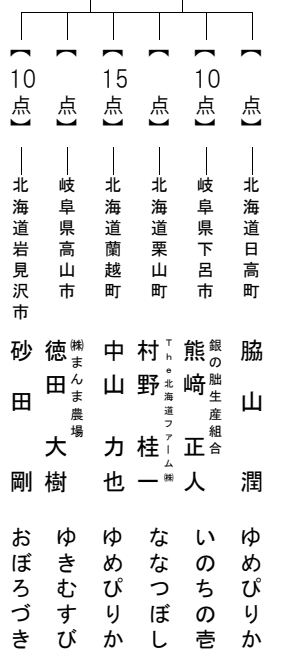 【　点】北海道日高町　脇山　潤　ゆめぴりか
【10点】岐阜県下呂市　銀の朏生産組合　熊﨑　正人　いのちの壱
【　点】北海道栗山町　Ｔｈｅ北海道ファーム㈱　村野　桂一　ななつぼし
【15点】北海道蘭越町　中山　力也　ゆめぴりか
【　点】岐阜県高山市　㈱まんま農場　徳田　大樹　ゆきむすび
【10点】北海道岩見沢市　砂田　剛　おぼろづき